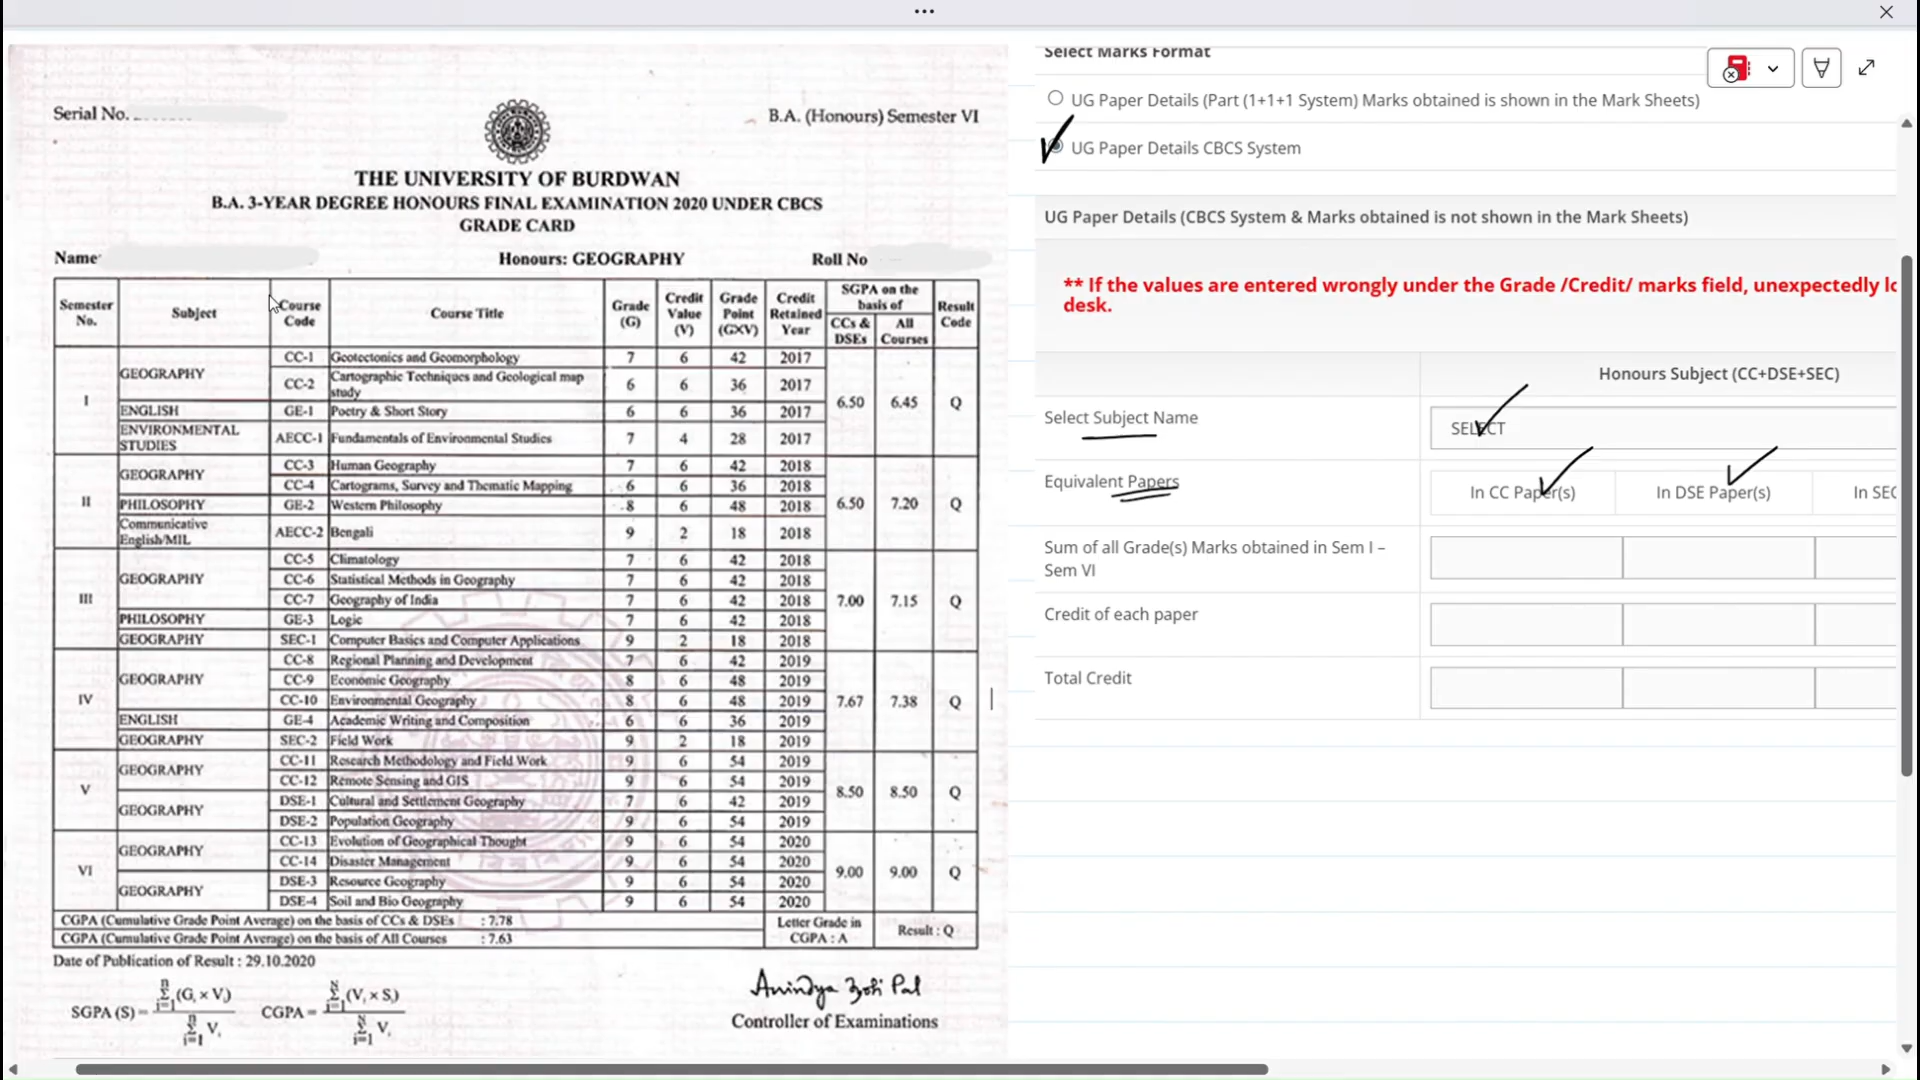 Select Marks Format
Serial No.
B.A. (Honours) Semester VI
UG Paper Details (Part (1+1+1 System) Marks obtained is shown in the Mark Sheets)
UG Paper Details CBCS System
THE UNIVERSITY OF BURDWAN
B.A. 3-YEAR DEGREE HONOURS FINAL EXAMINATION 2020 UNDER CBCS
GRADE CARD
Name
Honours: GEOGRAPHY
Roll No
Semester No. Subject Course Code Course Title Grade (G) Credit Value (V) Grade Point (GXV) Credit Retained Year SGPA on the basis of CCs & DSEs All Courses Result Code
I GEOGRAPHY CC-1 Geotectonics and Geomorphology 7 6 42 2017 6.50 6.45 Q
CC-2 Cartographic Techniques and Geological map study 6 6 36 2017
ENGLISH GE-1 Poetry & Short Story 6 6 36 2017
ENVIRONMENTAL STUDIES AECC-1 Fundamentals of Environmental Studies 7 4 28 2017
II GEOGRAPHY CC-3 Human Geography 7 6 42 2018 6.50 7.20 Q
CC-4 Cartograms, Survey and Thematic Mapping 6 6 36 2018
PHILOSOPHY GE-2 Western Philosophy 8 6 48 2018
Communicative English/MIL AECC-2 Bengali 9 2 18 2018
III GEOGRAPHY CC-5 Climatology 7 6 42 2018 7.00 7.15 Q
CC-6 Statistical Methods in Geography 7 6 42 2018
CC-7 Geography of India 7 6 42 2018
PHILOSOPHY GE-3 Logic 7 6 42 2018
GEOGRAPHY SEC-1 Computer Basics and Computer Applications 9 2 18 2018
IV GEOGRAPHY CC-8 Regional Planning and Development 7 6 42 2019 7.67 7.38 Q
CC-9 Economic Geography 8 6 48 2019
CC-10 Environmental Geography 8 6 48 2019
ENGLISH GE-4 Academic Writing and Composition 6 6 36 2019
GEOGRAPHY SEC-2 Field Work 9 2 18 2019
V GEOGRAPHY CC-11 Research Methodology and Field Work 9 6 54 2019 8.50 8.50 Q
CC-12 Remote Sensing and GIS 9 6 54 2019
GEOGRAPHY DSE-1 Cultural and Settlement Geography 7 6 42 2019
DSE-2 Population Geography 9 6 54 2019
VI GEOGRAPHY CC-13 Evolution of Geographical Thought 9 6 54 2020 9.00 9.00 Q
CC-14 Disaster Management 9 6 54 2020
GEOGRAPHY DSE-3 Resource Geography 9 6 54 2020
DSE-4 Soil and Bio Geography 9 6 54 2020
CGPA (Cumulative Grade Point Average) on the basis of CCs & DSEs : 7.78
CGPA (Cumulative Grade Point Average) on the basis of All Courses : 7.63
Letter Grade in CGPA : A
Result : Q
Date of Publication of Result : 29.10.2020
SGPA (S) = Σ(Gi × Vi) / ΣVi
CGPA = Σ(Vi × Si) / ΣVi
Anindya Jyoti Pal
Controller of Examinations
UG Paper Details (CBCS System & Marks obtained is not shown in the Mark Sheets)
** If the values are entered wrongly under the Grade /Credit/ marks field, unexpectedly lo
desk.
Honours Subject (CC+DSE+SEC)
Select Subject Name
SELECT
Equivalent Papers
In CC Paper(s)
In DSE Paper(s)
In SEC
Sum of all Grade(s) Marks obtained in Sem I –
Sem VI
Credit of each paper
Total Credit